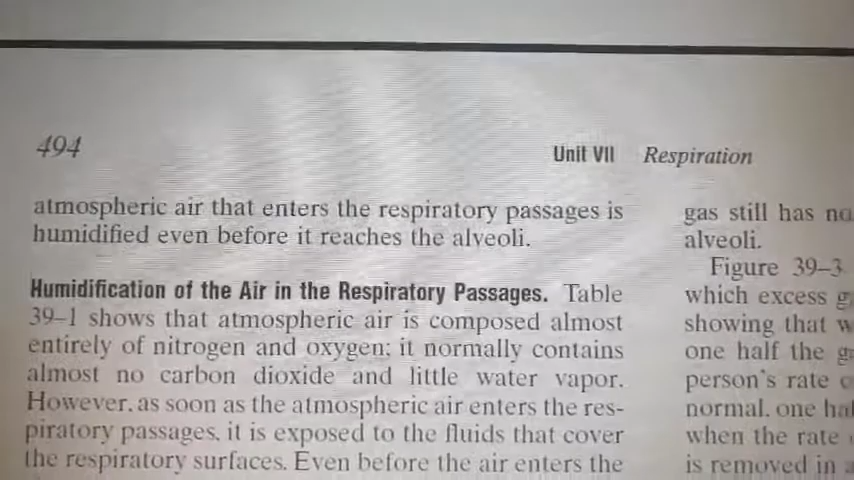 494
Unit VII Respiration
atmospheric air that enters the respiratory passages is
humidified even before it reaches the alveoli.
Humidification of the Air in the Respiratory Passages. Table
39–1 shows that atmospheric air is composed almost
entirely of nitrogen and oxygen; it normally contains
almost no carbon dioxide and little water vapor.
However, as soon as the atmospheric air enters the res-
piratory passages, it is exposed to the fluids that cover
the respiratory surfaces. Even before the air enters the
gas still has
alveoli.
Figure 39–3
which excess
showing that
one half the
person's rate
normal, one
when the rate
is removed in